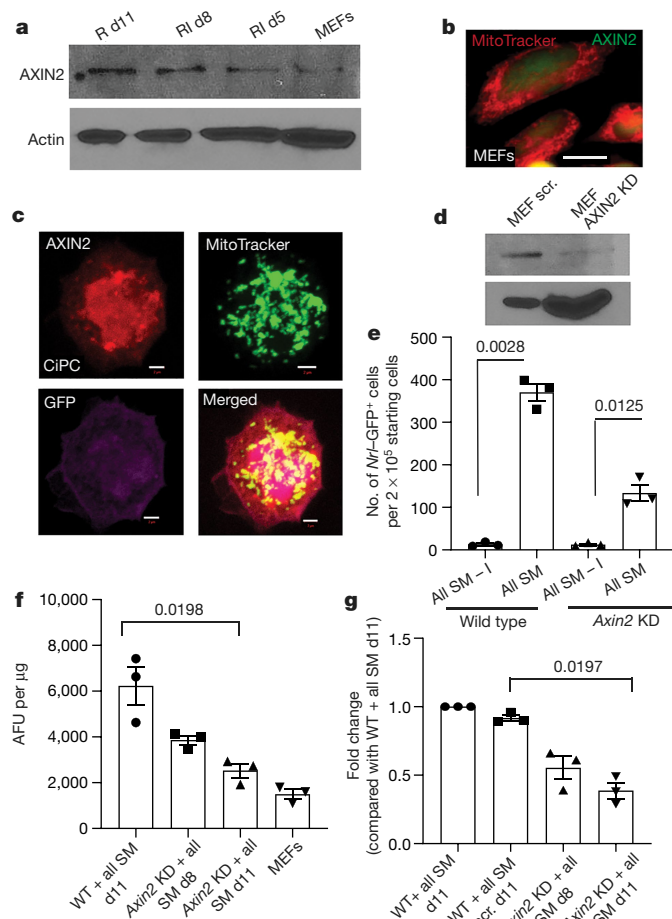 a
R d11
RI d8
RI d5
MEFs
AXIN2
Actin
b
MitoTracker
AXIN2
MEFs
c
AXIN2
MitoTracker
CiPC
GFP
Merged
d
MEF scr.
MEF
AXIN2 KD
e
No. of Nrl–GFP+ cells
per 2 × 10⁵ starting cells
500
400
300
200
100
0
0.0028
0.0125
All SM – I
All SM
All SM – I
All SM
Wild type
Axin2 KD
f
AFU per µg
10,000
8,000
6,000
4,000
2,000
0
0.0198
WT + all SM
d11
Axin2 KD + all
SM d8
Axin2 KD + all
SM d11
MEFs
g
Fold change
(compared with WT + all SM d11)
1.5
1.0
0.5
0.0
0.0197
WT+ all SM
d11
WT + all SM
scr. d11
Axin2 KD + all
SM d8
Axin2 KD + all
SM d11